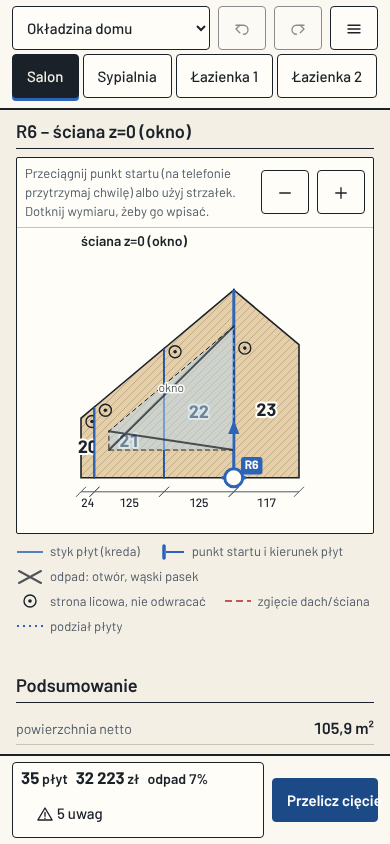 Okładzina domu
Salon Sypialnia Łazienka 1 Łazienka 2
R6 – ściana z=0 (okno)
Przeciągnij punkt startu (na telefonie
przytrzymaj chwilę) albo użyj strzałek.
Dotknij wymiaru, żeby go wpisać.
ściana z=0 (okno)
okno
22
23
20
21
R6
24 125 125 117
styk płyt (kreda) punkt startu i kierunek płyt
odpad: otwór, wąski pasek
strona licowa, nie odwracać zgięcie dach/ściana
podział płyty
Podsumowanie
powierzchnia netto 105,9 m²
35 płyt 32 223 zł odpad 7%
5 uwag
Przelicz cięcie